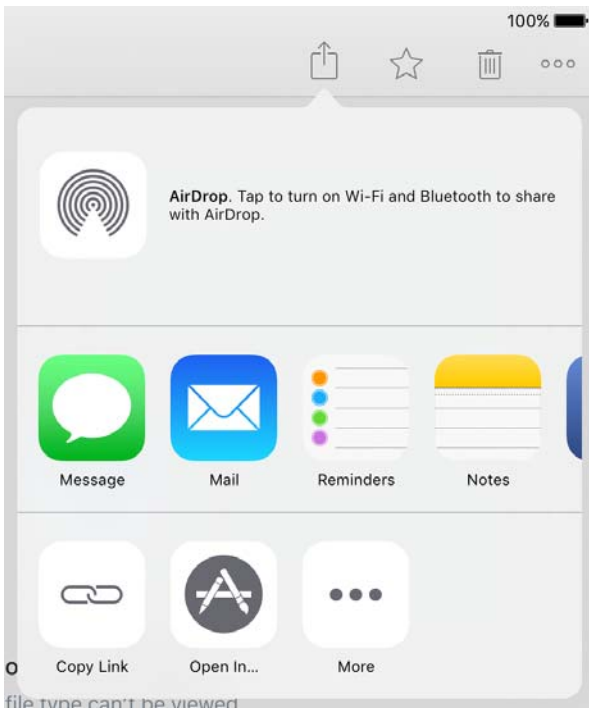 100%
AirDrop. Tap to turn on Wi-Fi and Bluetooth to share
with AirDrop.
Message Mail Reminders Notes
Copy Link Open In... More
file type can't be viewed